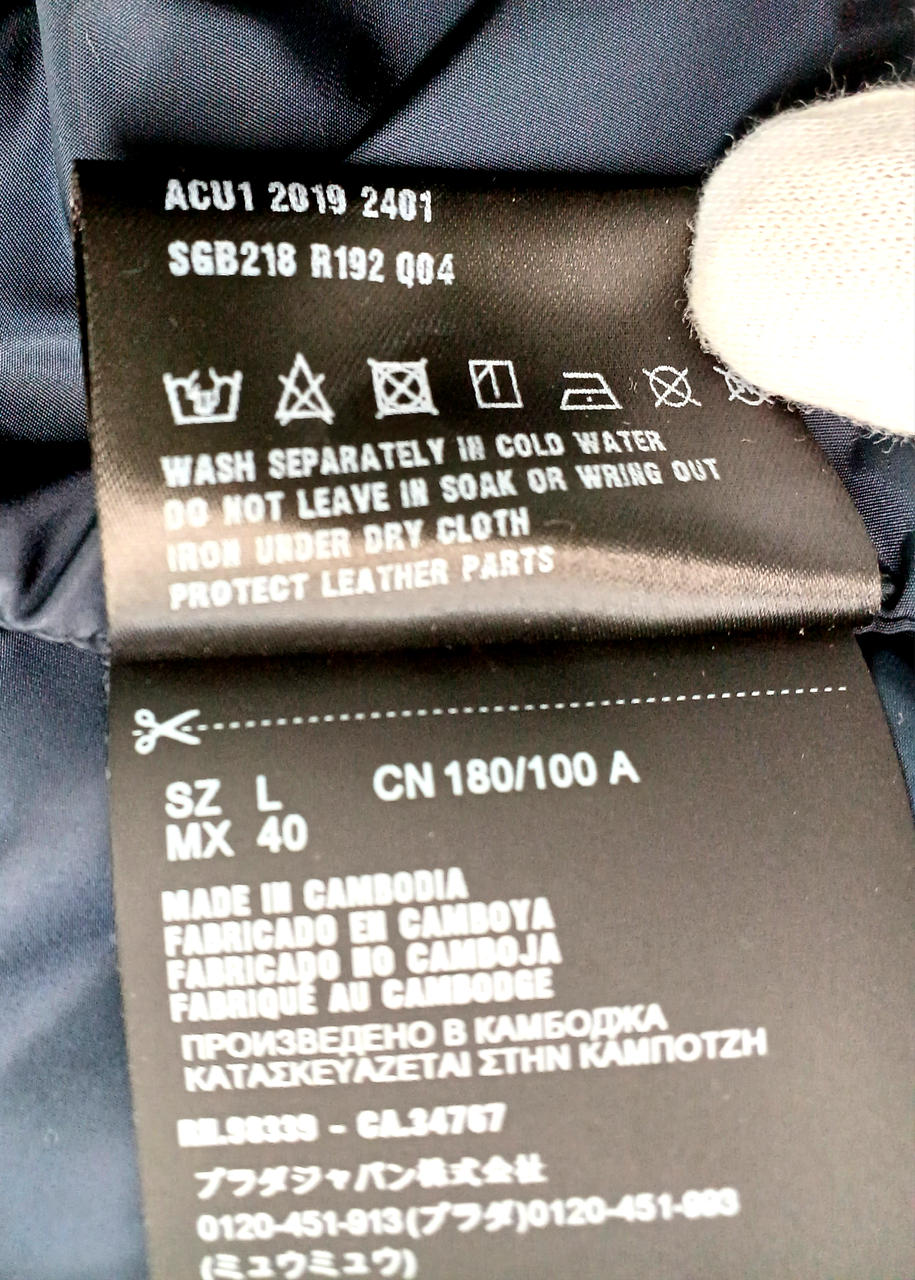 ACU1 2019 2401
SGB218 R192 Q04
WASH SEPARATELY IN COLD WATER
DO NOT LEAVE IN SOAK OR WRING OUT
IRON UNDER DRY CLOTH
PROTECT LEATHER PARTS
SZ L CN 180/100 A
MX 40
MADE IN CAMBODIA
FABRICADO EN CAMBOYA
FABRICADO NO CAMBOJA
FABRIQUÉ AU CAMBODGE
ПРОИЗВЕДЕНО В КАМБОДЖА
ΚΑΤΑΣΚΕΥΑΖΕΤΑΙ ΣΤΗΝ ΚΑΜΠΟΤΖΗ
RN.98339 - CA.34767
プラダジャパン株式会社
0120-451-913(プラダ)0120-451-993
(ミュウミュウ)